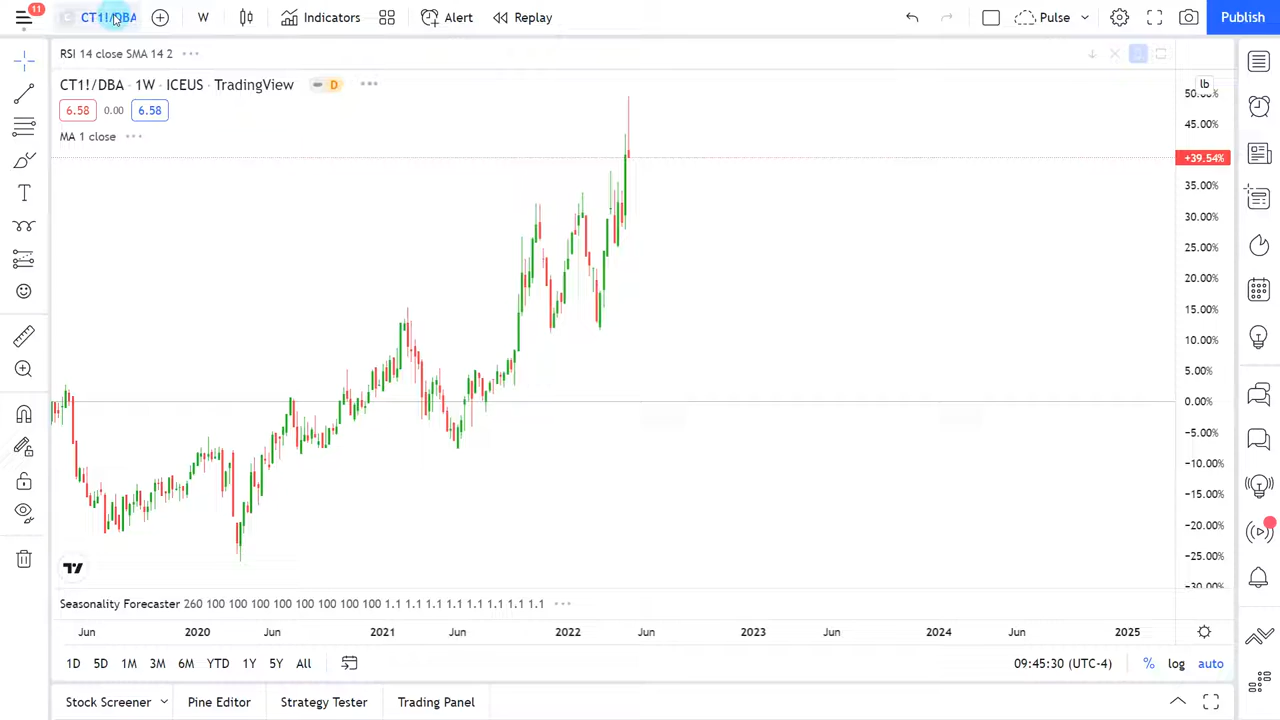 11
CT1!/DBA
W
Indicators
Alert
Replay
Pulse
Publish
RSI 14 close SMA 14 2
CT1!/DBA · 1W · ICEUS · TradingView
D
6.58 0.00 6.58
MA 1 close
lb
50.00%
45.00%
+39.54%
35.00%
30.00%
25.00%
20.00%
15.00%
10.00%
5.00%
0.00%
-5.00%
-10.00%
-15.00%
-20.00%
-25.00%
-30.00%
Seasonality Forecaster 260 100 100 100 100 100 100 100 100 1.1 1.1 1.1 1.1 1.1 1.1 1.1 1.1
Jun 2020 Jun 2021 Jun 2022 Jun 2023 Jun 2024 Jun 2025
1D 5D 1M 3M 6M YTD 1Y 5Y All
09:45:30 (UTC-4) % log auto
Stock Screener
Pine Editor
Strategy Tester
Trading Panel